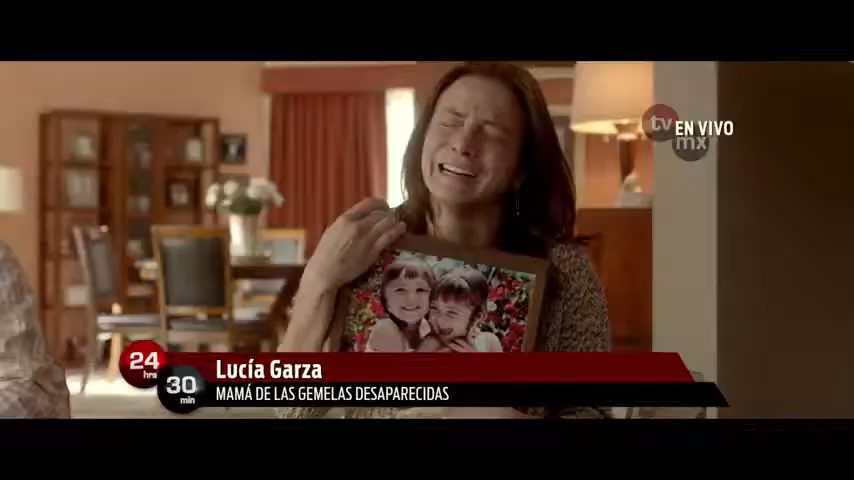 tv
EN VIVO
mx
24
hrs
30
min
Lucía Garza
MAMÁ DE LAS GEMELAS DESAPARECIDAS